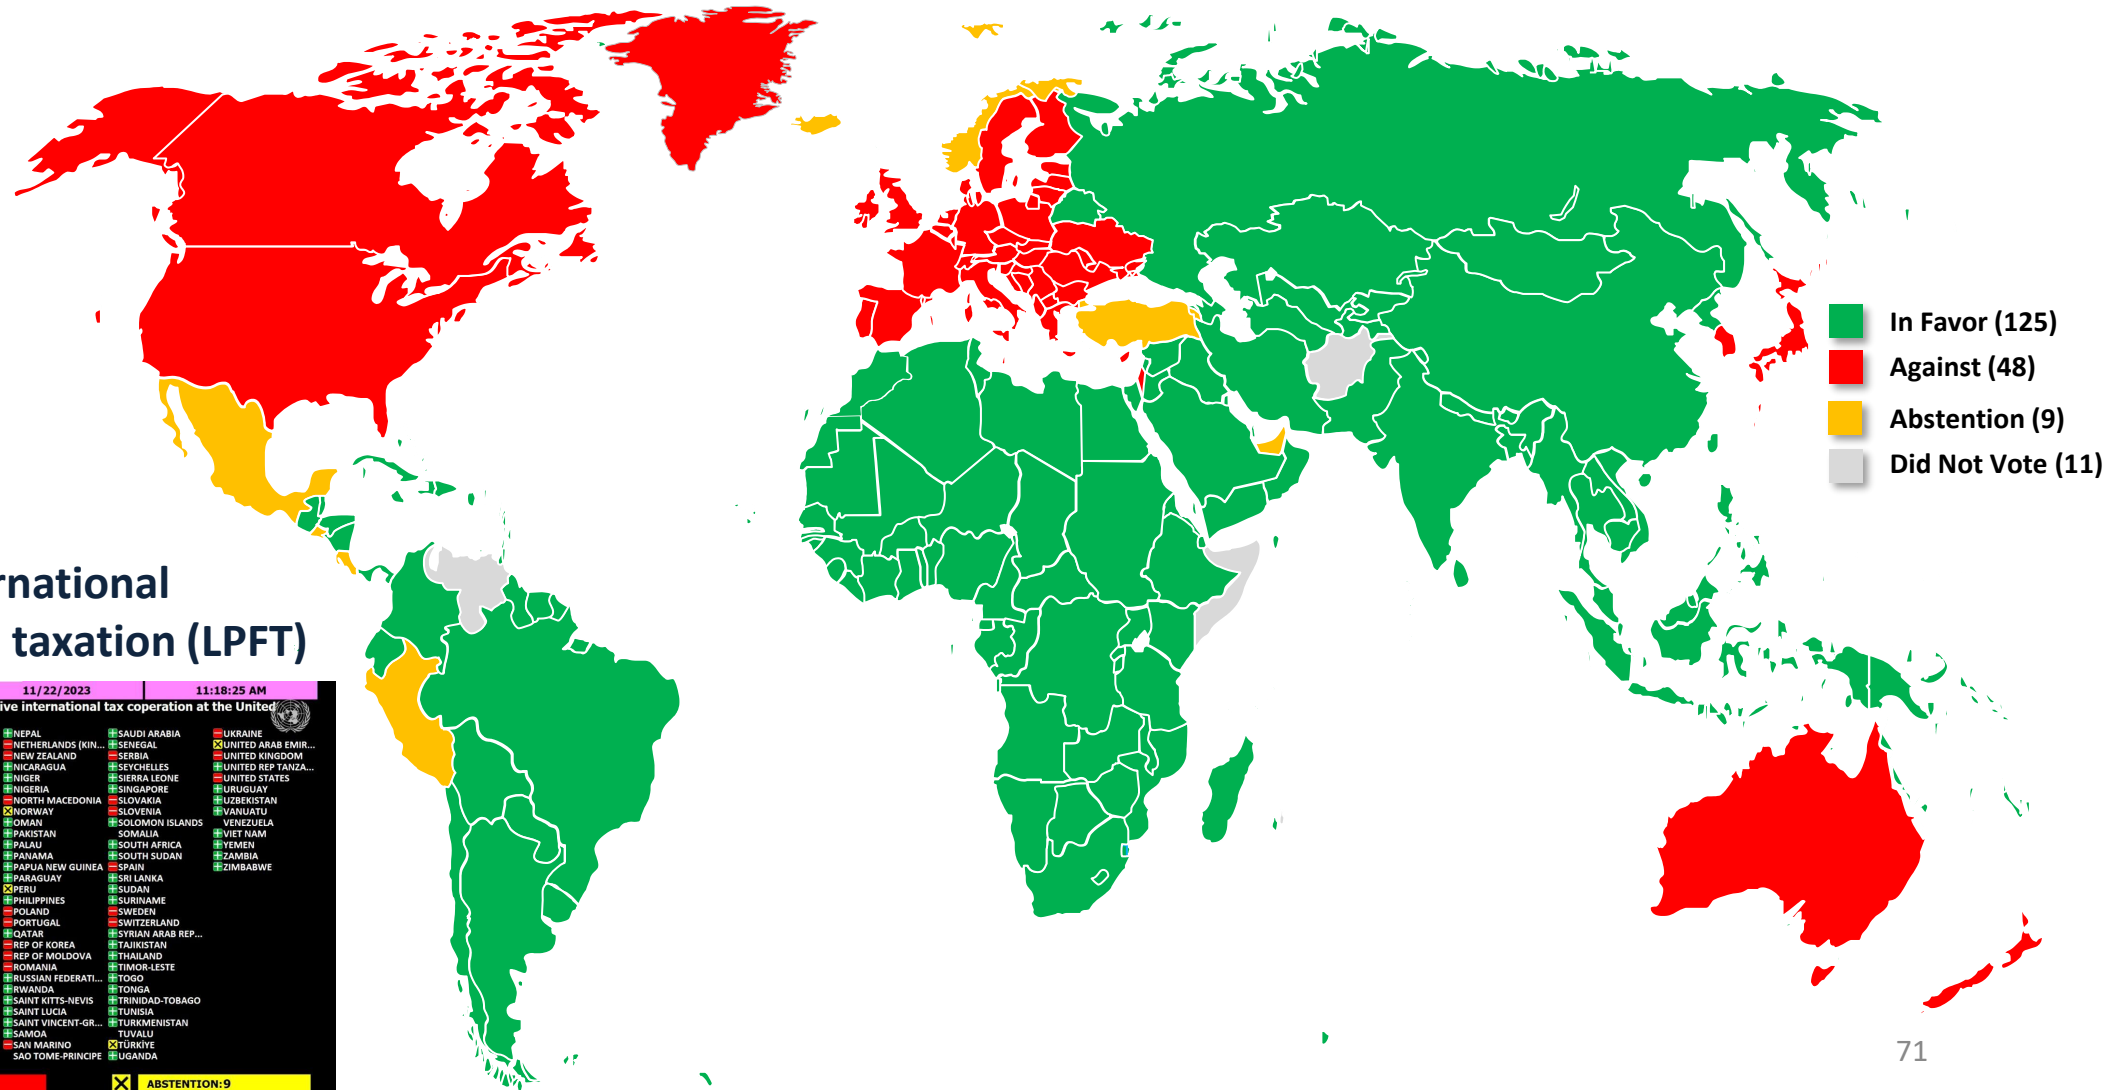 In Favor (125)
Against (48)
Abstention (9)
Did Not Vote (11)
rnational
taxation (LPFT)
11/22/2023 11:18:25 AM
ive international tax coperation at the United
NEPAL SAUDI ARABIA UKRAINE
NETHERLANDS (KIN... SENEGAL UNITED ARAB EMIR...
NEW ZEALAND SERBIA UNITED KINGDOM
NICARAGUA SEYCHELLES UNITED REP TANZA...
NIGER SIERRA LEONE UNITED STATES
NIGERIA SINGAPORE URUGUAY
NORTH MACEDONIA SLOVAKIA UZBEKISTAN
NORWAY SLOVENIA VANUATU
OMAN SOLOMON ISLANDS VENEZUELA
PAKISTAN SOMALIA VIET NAM
PALAU SOUTH AFRICA YEMEN
PANAMA SOUTH SUDAN ZAMBIA
PAPUA NEW GUINEA SPAIN ZIMBABWE
PARAGUAY SRI LANKA
PERU SUDAN
PHILIPPINES SURINAME
POLAND SWEDEN
PORTUGAL SWITZERLAND
QATAR SYRIAN ARAB REP...
REP OF KOREA TAJIKISTAN
REP OF MOLDOVA THAILAND
ROMANIA TIMOR-LESTE
RUSSIAN FEDERATI... TOGO
RWANDA TONGA
SAINT KITTS-NEVIS TRINIDAD-TOBAGO
SAINT LUCIA TUNISIA
SAINT VINCENT-GR... TURKMENISTAN
SAMOA TUVALU
SAN MARINO TÜRKİYE
SAO TOME-PRINCIPE UGANDA
ABSTENTION:9
71